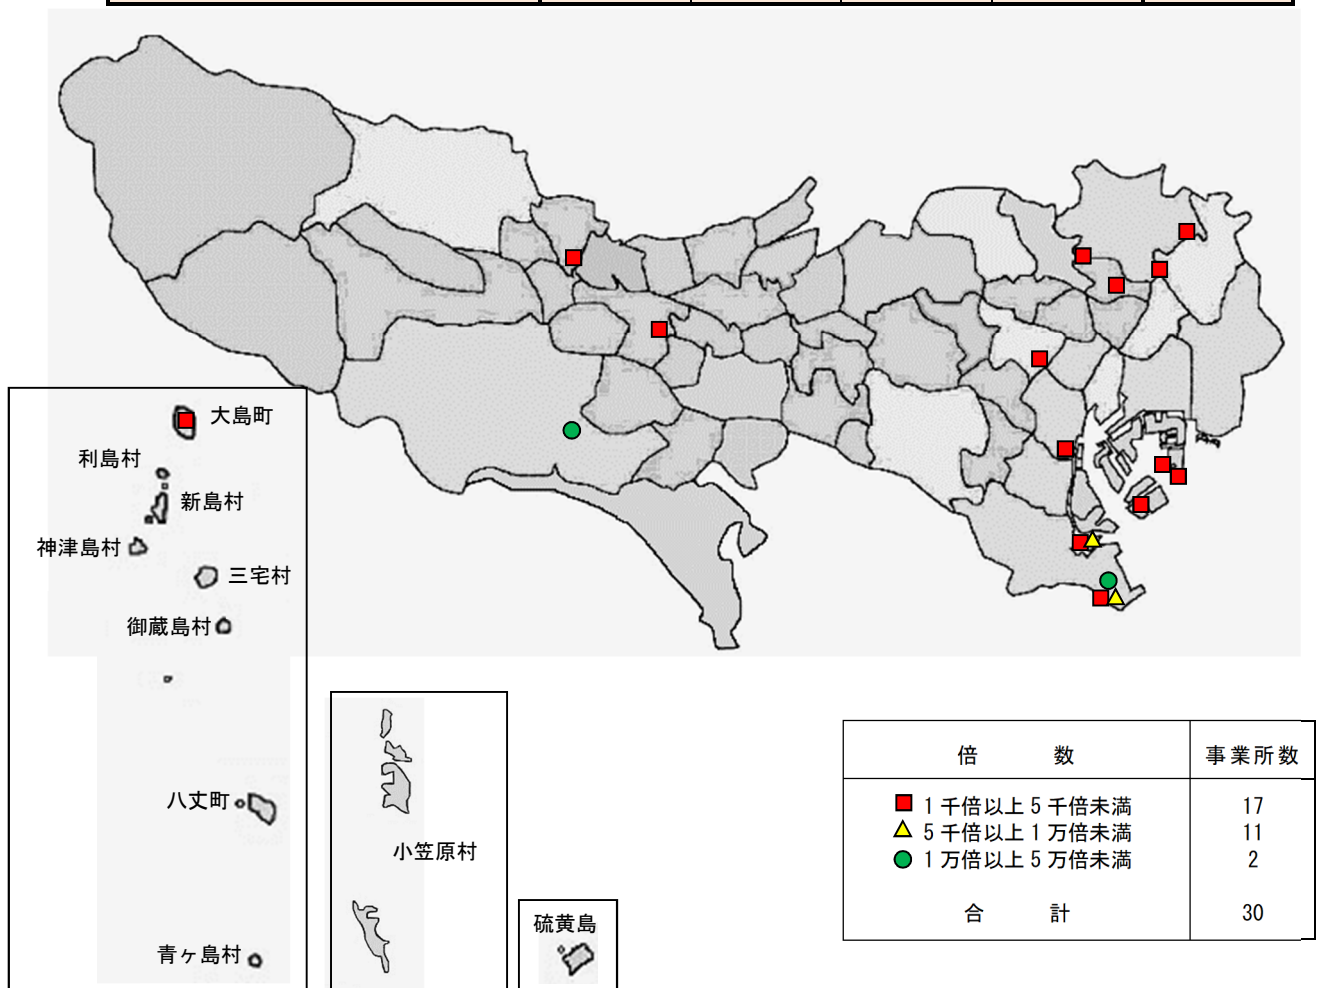 大島町
利島村
新島村
神津島村
三宅村
御蔵島村
八丈町
青ヶ島村
小笠原村
硫黄島
倍 数 事業所数
1千倍以上5千倍未満 17
5千倍以上1万倍未満 11
1万倍以上5万倍未満 2
合 計 30